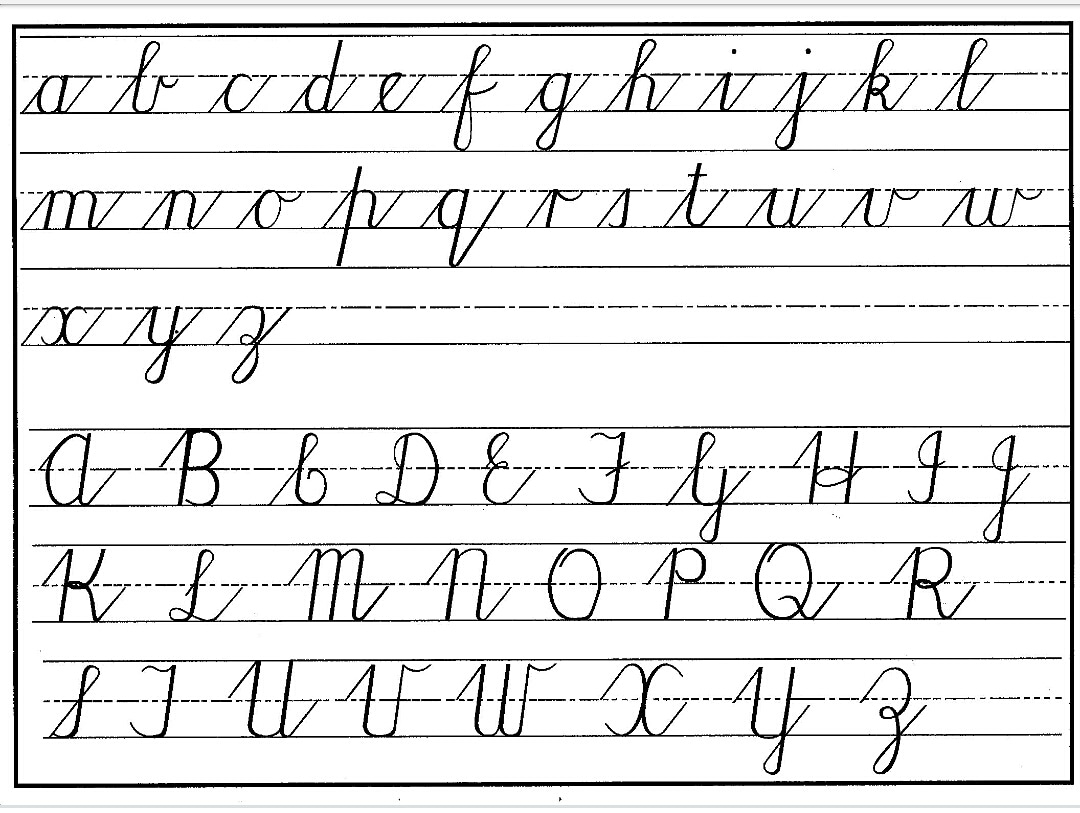 a b c d e f g h i j k l
m n o p q r s t u v w
x y z
A B C D E F G H I J
K L M N O P Q R
S T U V W X Y Z